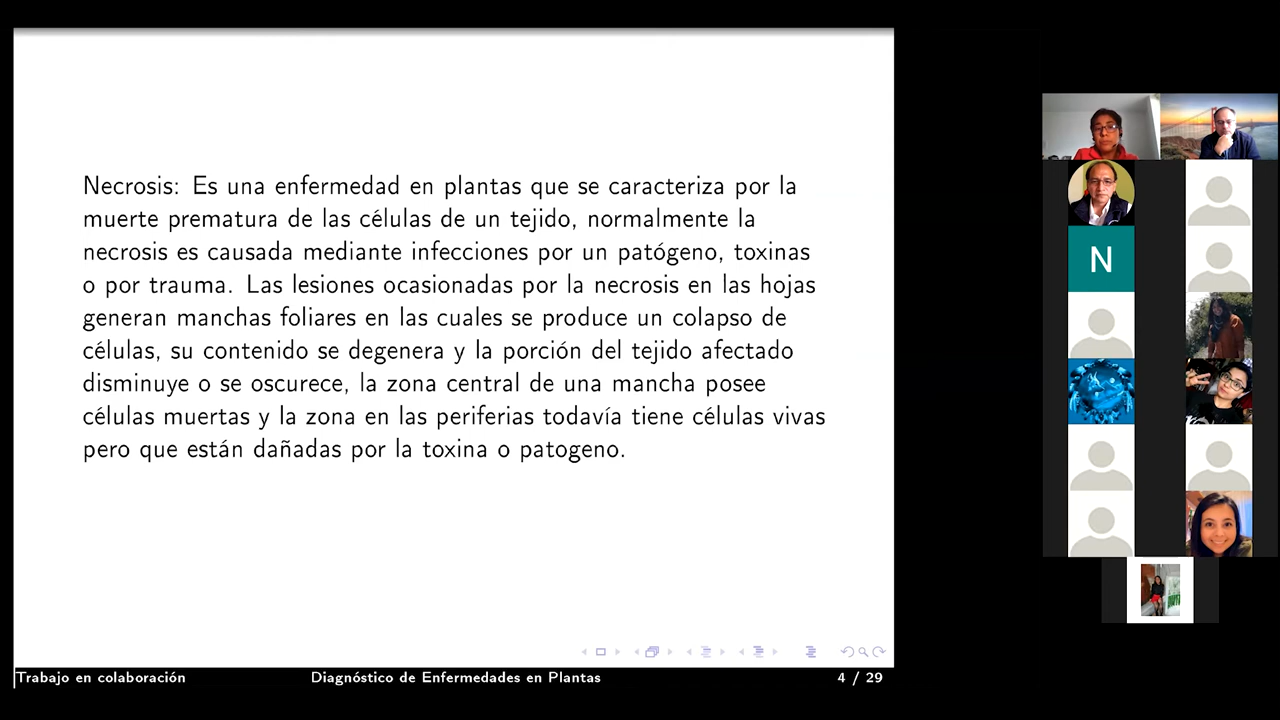 Necrosis: Es una enfermedad en plantas que se caracteriza por la
muerte prematura de las células de un tejido, normalmente la
necrosis es causada mediante infecciones por un patógeno, toxinas
o por trauma. Las lesiones ocasionadas por la necrosis en las hojas
generan manchas foliares en las cuales se produce un colapso de
células, su contenido se degenera y la porción del tejido afectado
disminuye o se oscurece, la zona central de una mancha posee
células muertas y la zona en las periferias todavía tiene células vivas
pero que están dañadas por la toxina o patogeno.
N
Trabajo en colaboración
Diagnóstico de Enfermedades en Plantas
4 / 29